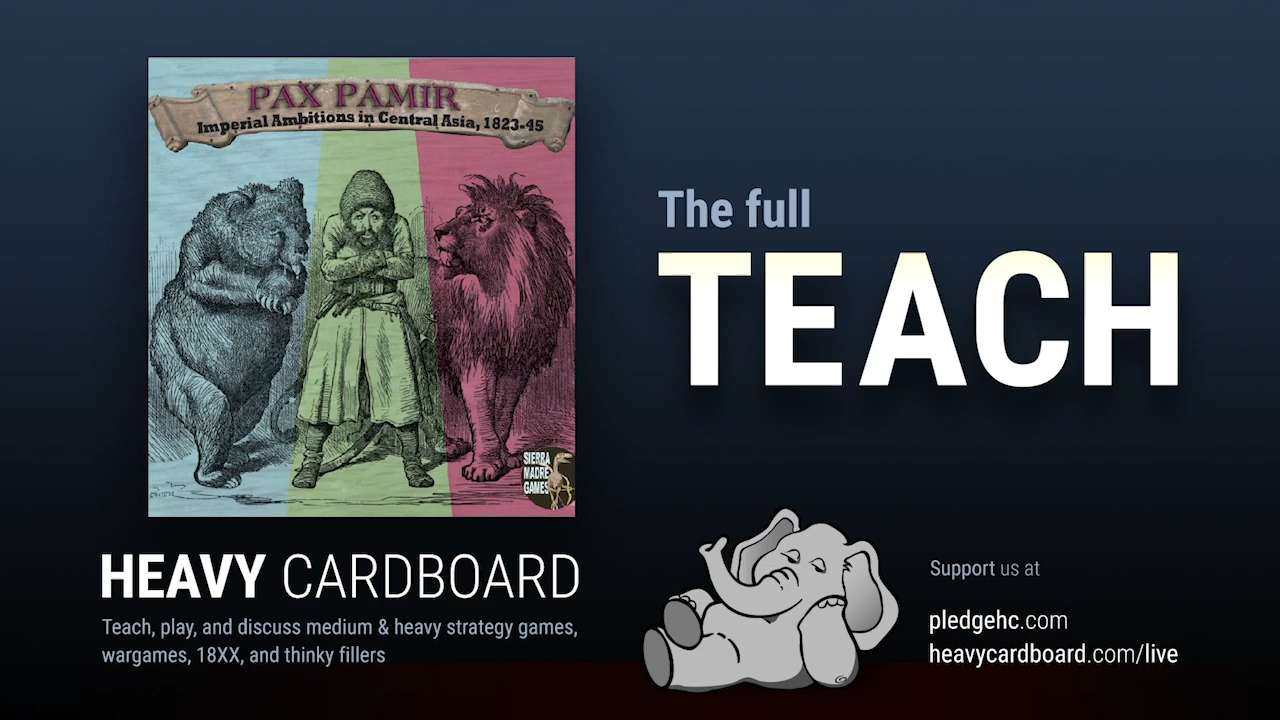 PAX PAMIR
Imperial Ambitions in Central Asia, 1823-45
SIERRA
MADRE
GAMES
HEAVY CARDBOARD
Teach, play, and discuss medium & heavy strategy games,
wargames, 18XX, and thinky fillers
The full
TEACH
Support us at
pledgehc.com
heavycardboard.com/live